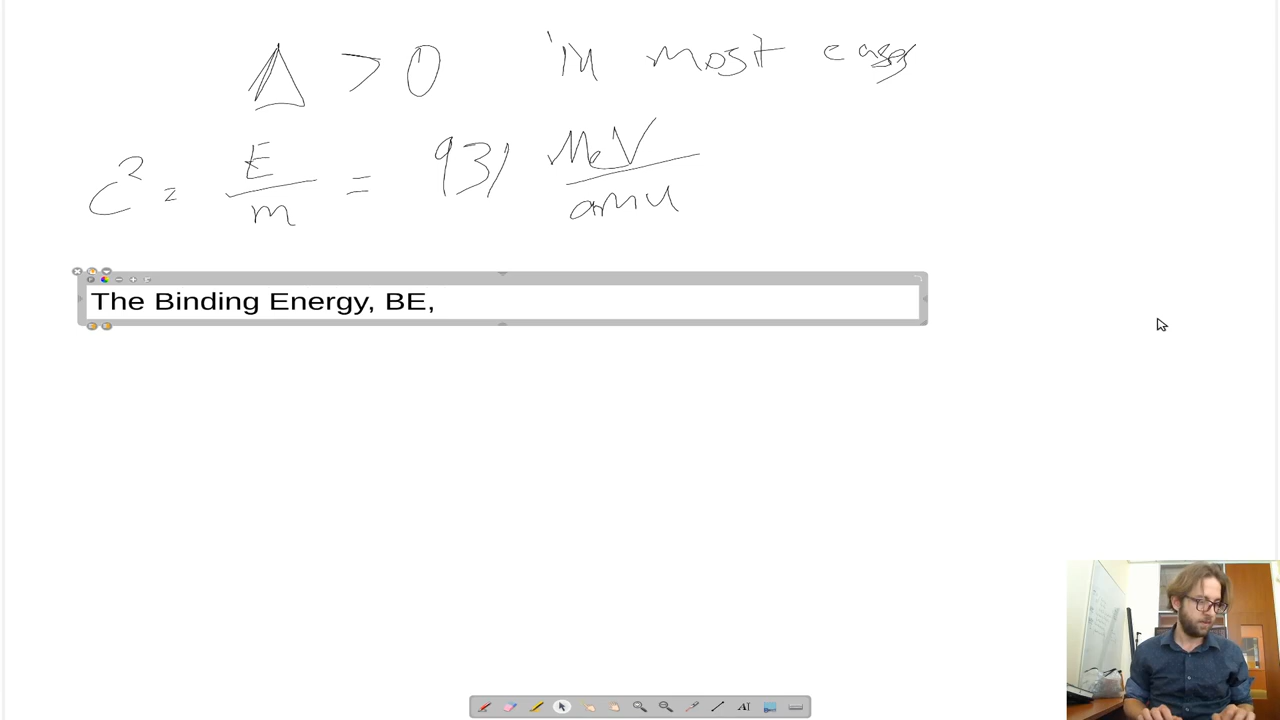 Δ > 0 in most cases
c² = E/m = 931 MeV/amu
The Binding Energy, BE,